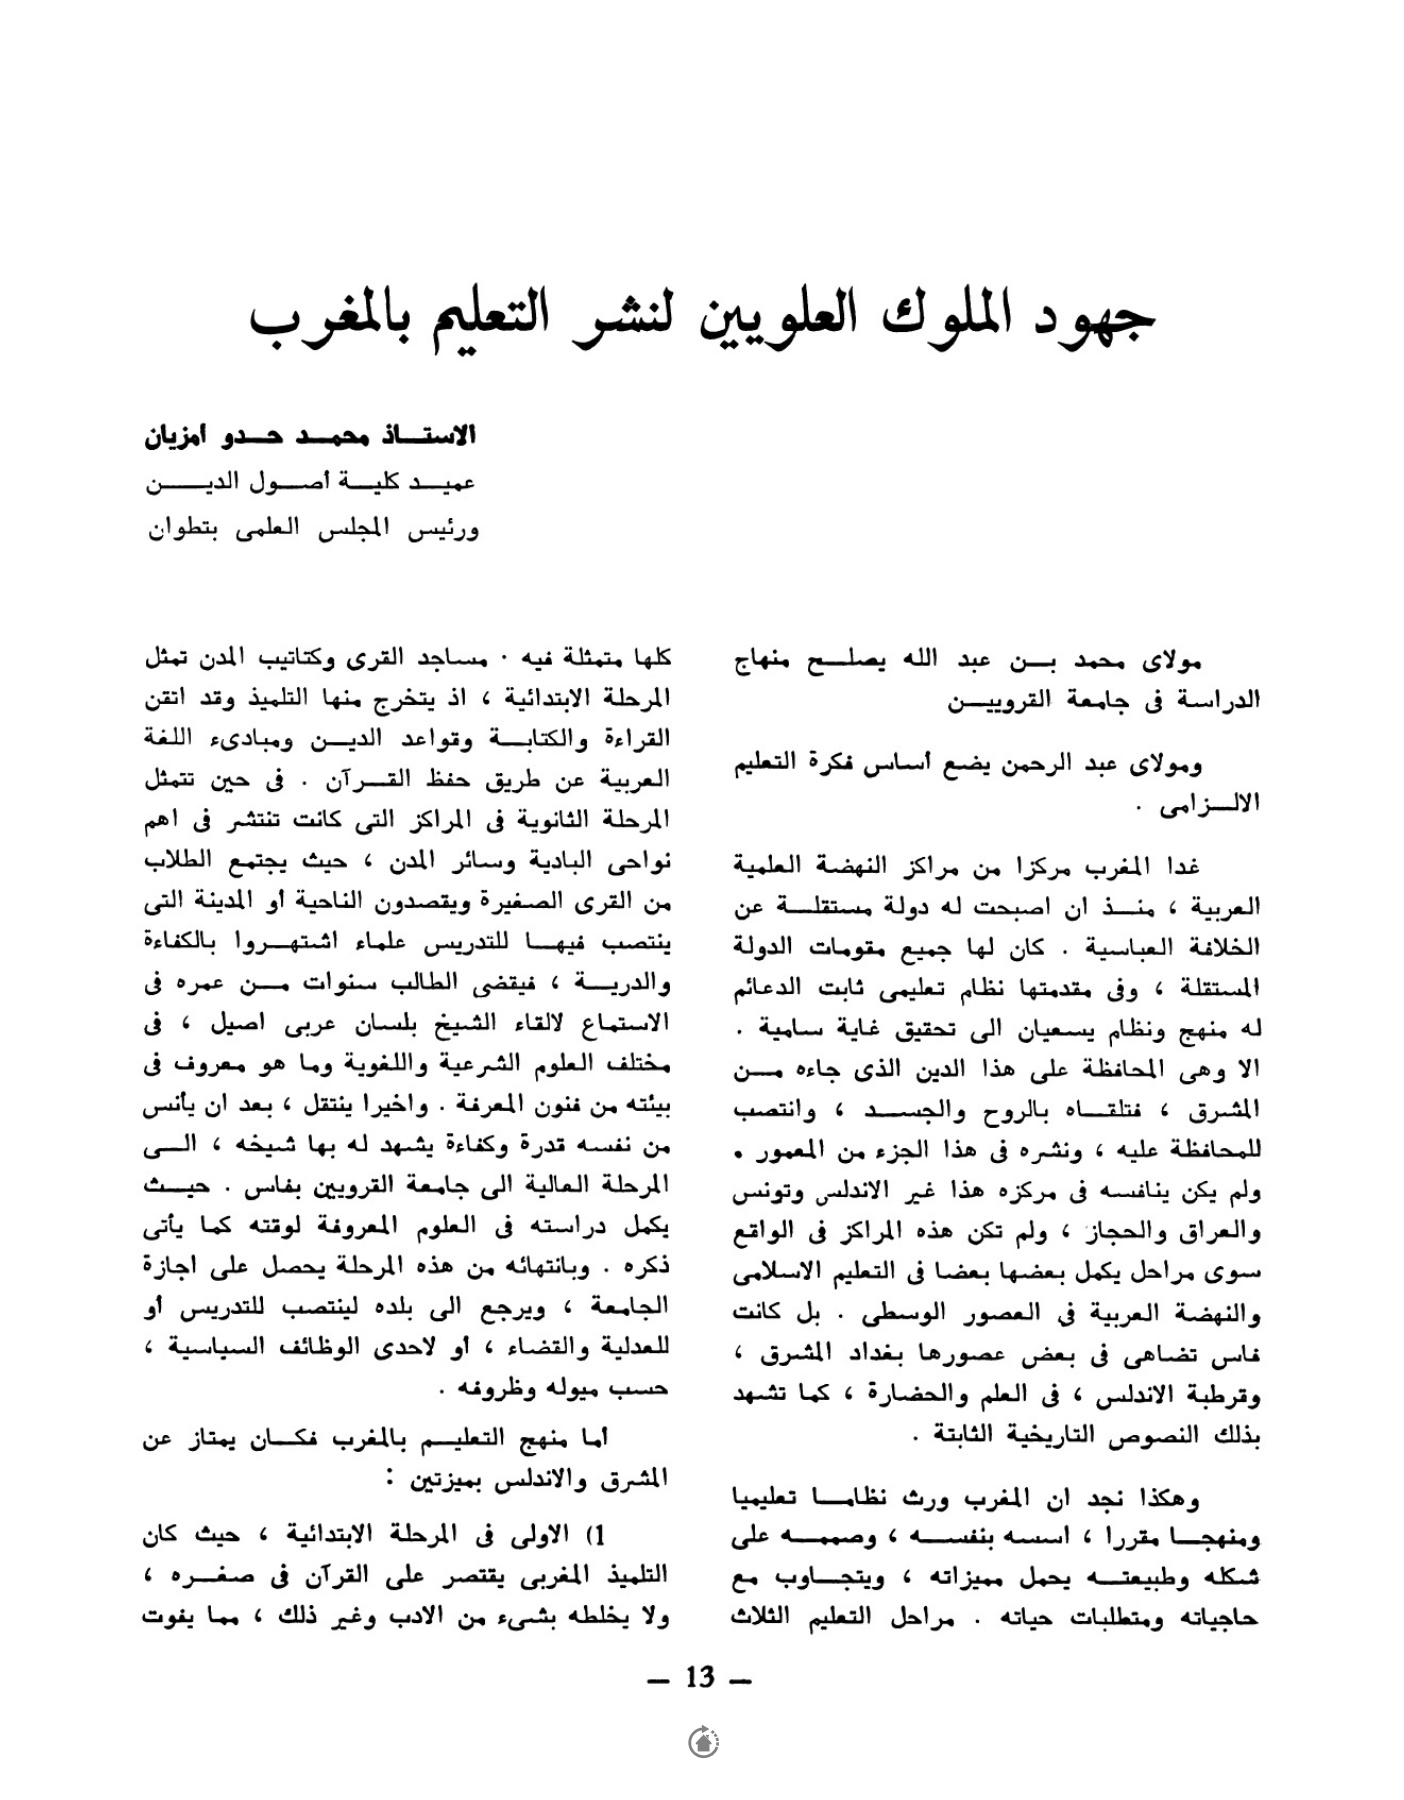 جهود الملوك العلويين لنشر التعليم بالمغرب
الاستاذ محمد حدو أمزيان
عميد كلية أصول الدين
ورئيس المجلس العلمى بتطوان
مولاى محمد بن عبد الله يصلح منهاج
الدراسة فى جامعة القرويين
ومولاى عبد الرحمن يضع أساس فكرة التعليم
الالزامى .
غدا المغرب مركزا من مراكز النهضة العلمية
العربية ، منذ ان اصبحت له دولة مستقلة عن
الخلافة العباسية . كان لها جميع مقومات الدولة
المستقلة ، وفى مقدمتها نظام تعليمى ثابت الدعائم
له منهج ونظام يسعيان الى تحقيق غاية سامية .
الا وهى المحافظة على هذا الدين الذى جاءه من
المشرق ، فتلقاه بالروح والجسد ، وانتصب
للمحافظة عليه ، ونشره فى هذا الجزء من المعمور .
ولم يكن ينافسه فى مركزه هذا غير الاندلس وتونس
والعراق والحجاز ، ولم تكن هذه المراكز فى الواقع
سوى مراحل يكمل بعضها بعضا فى التعليم الاسلامى
والنهضة العربية في العصور الوسطى . بل كانت
فاس تضاهى فى بعض عصورها بغداد المشرق ،
وقرطبة الاندلس ، فى العلم والحضارة ، كما تشهد
بذلك النصوص التاريخية الثابتة .
وهكذا نجد ان المغرب ورث نظاما تعليميا
ومنهجا مقررا ، اسسه بنفسه ، وصممه على
شكله وطبيعته يحمل مميزاته ، ويتجاوب مع
حاجياته ومتطلبات حياته . مراحل التعليم الثلاث
كلها متمثلة فيه . مساجد القرى وكتاتيب المدن تمثل
المرحلة الابتدائية ، اذ يتخرج منها التلميذ وقد اتقن
القراءة والكتابة وقواعد الدين ومبادىء اللغة
العربية عن طريق حفظ القرآن . فى حين تتمثل
المرحلة الثانوية فى المراكز التى كانت تنتشر فى اهم
نواحى البادية وسائر المدن ، حيث يجتمع الطلاب
من القرى الصغيرة ويقصدون الناحية أو المدينة التى
ينتصب فيها للتدريس علماء اشتهروا بالكفاءة
والدرية ، فيقضى الطالب سنوات من عمره فى
الاستماع لالقاء الشيخ بلسان عربى اصيل ، فى
مختلف العلوم الشرعية واللغوية وما هو معروف فى
بيئته من فنون المعرفة . واخيرا ينتقل ، بعد ان يأنس
من نفسه قدرة وكفاءة يشهد له بها شيخه ، الى
المرحلة العالية الى جامعة القرويين بفاس . حيث
يكمل دراسته فى العلوم المعروفة لوقته كما يأتى
ذكره . وبانتهائه من هذه المرحلة يحصل على اجازة
الجامعة ، ويرجع الى بلده لينتصب للتدريس أو
للعدلية والقضاء ، أو لاحدى الوظائف السياسية ،
حسب ميوله وظروفه .
أما منهج التعليم بالمغرب فكان يمتاز عن
المشرق والاندلس بميزتين :
1) الاولى فى المرحلة الابتدائية ، حيث كان
التلميذ المغربى يقتصر على القرآن فى صغره ،
ولا يخلطه بشىء من الادب وغير ذلك ، مما يفوت
— 13 —